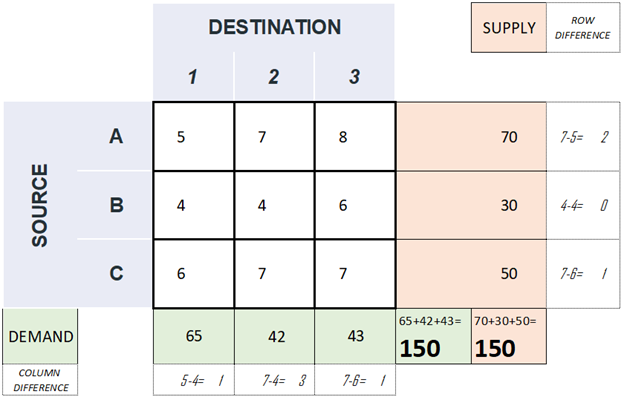 DESTINATION
SUPPLY
ROW
DIFFERENCE
1 2 3
SOURCE
A 5 7 8 70 7-5= 2
B 4 4 6 30 4-4= 0
C 6 7 7 50 7-6= 1
DEMAND 65 42 43
65+42+43= 70+30+50=
150 150
COLUMN
DIFFERENCE
5-4= 1 7-4= 3 7-6= 1